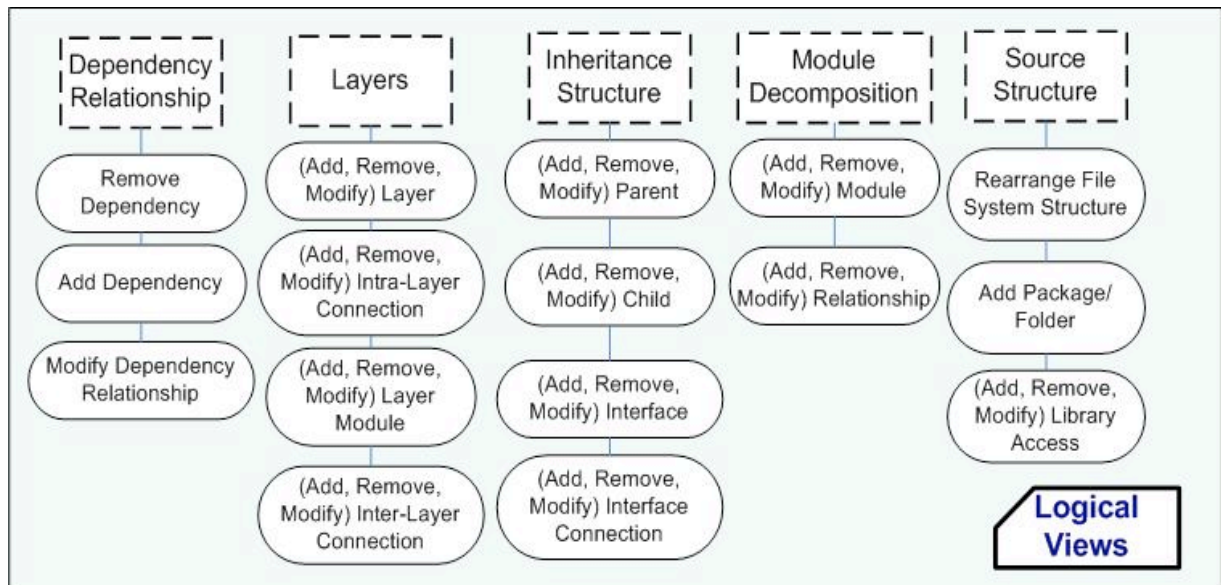 Dependency
Relationship
Remove
Dependency
Add Dependency
Modify Dependency
Relationship
Layers
(Add, Remove,
Modify) Layer
(Add, Remove,
Modify) Intra-Layer
Connection
(Add, Remove,
Modify) Layer
Module
(Add, Remove,
Modify) Inter-Layer
Connection
Inheritance
Structure
(Add, Remove,
Modify) Parent
(Add, Remove,
Modify) Child
(Add, Remove,
Modify) Interface
(Add, Remove,
Modify) Interface
Connection
Module
Decomposition
(Add, Remove,
Modify) Module
(Add, Remove,
Modify) Relationship
Source
Structure
Rearrange File
System Structure
Add Package/
Folder
(Add, Remove,
Modify) Library
Access
Logical
Views